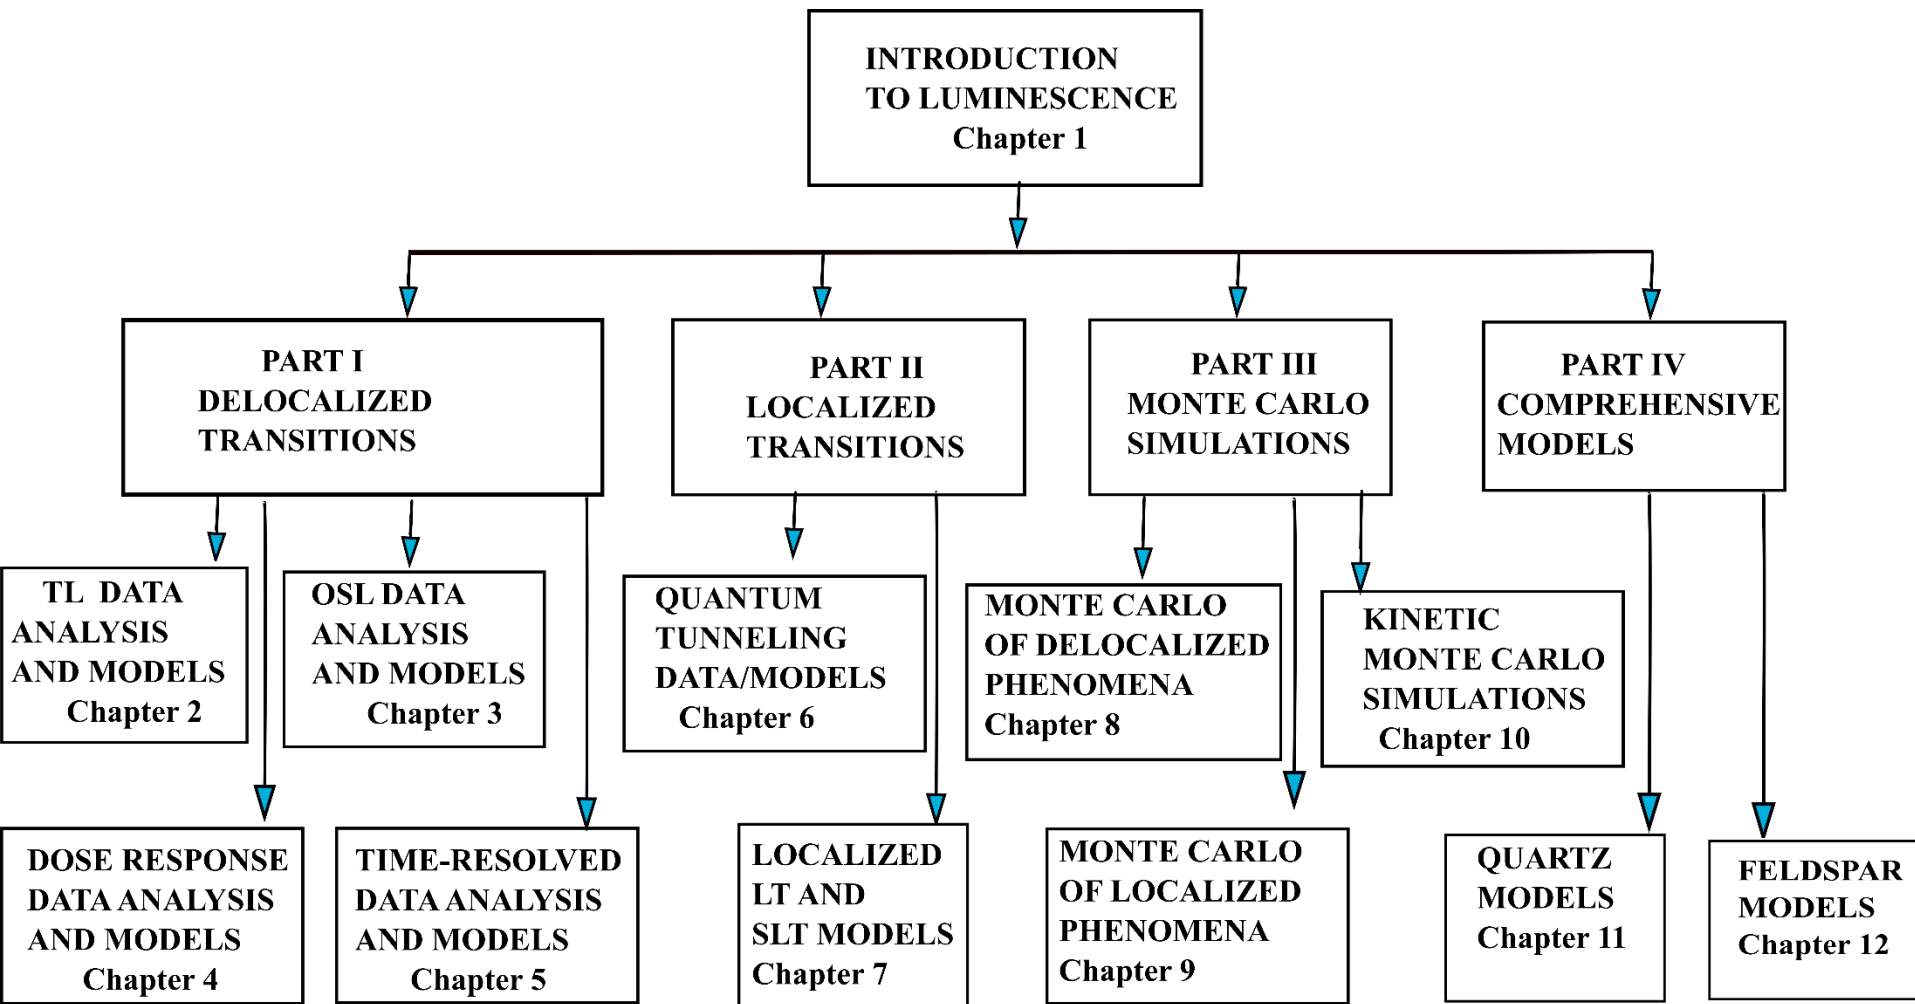 INTRODUCTION
TO LUMINESCENCE
Chapter 1
PART I
DELOCALIZED
TRANSITIONS
PART II
LOCALIZED
TRANSITIONS
PART III
MONTE CARLO
SIMULATIONS
PART IV
COMPREHENSIVE
MODELS
TL DATA
ANALYSIS
AND MODELS
Chapter 2
OSL DATA
ANALYSIS
AND MODELS
Chapter 3
QUANTUM
TUNNELING
DATA/MODELS
Chapter 6
MONTE CARLO
OF DELOCALIZED
PHENOMENA
Chapter 8
KINETIC
MONTE CARLO
SIMULATIONS
Chapter 10
DOSE RESPONSE
DATA ANALYSIS
AND MODELS
Chapter 4
TIME-RESOLVED
DATA ANALYSIS
AND MODELS
Chapter 5
LOCALIZED
LT AND
SLT MODELS
Chapter 7
MONTE CARLO
OF LOCALIZED
PHENOMENA
Chapter 9
QUARTZ
MODELS
Chapter 11
FELDSPAR
MODELS
Chapter 12